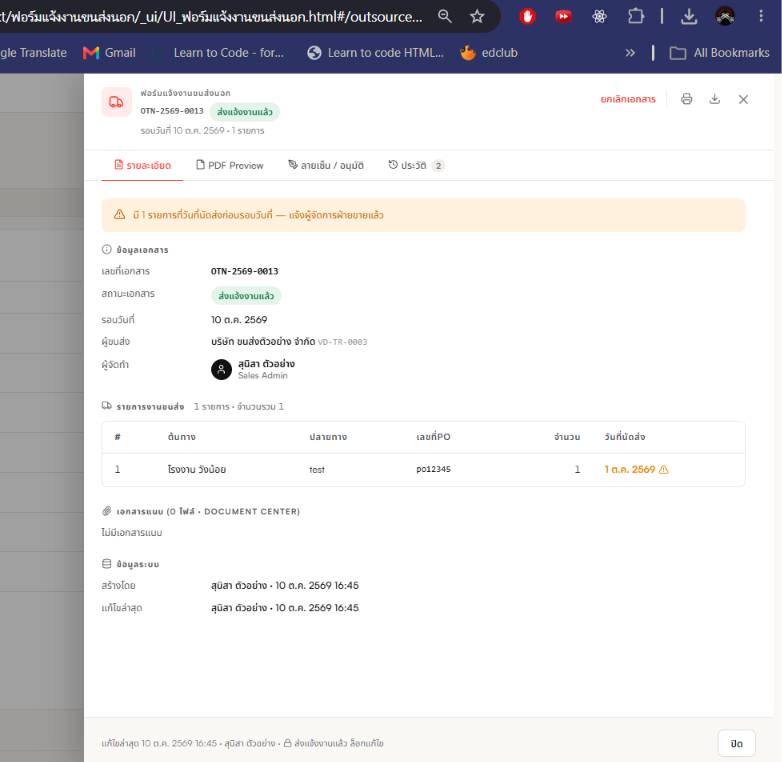 tt/ฟอร์มแจ้งงานขนส่งนอก/_ui/UI_ฟอร์มแจ้งงานขนส่งนอก.html#/outsource...
gle Translate Gmail Learn to Code - for... Learn to code HTML... edclub » All Bookmarks
ฟอร์มแจ้งงานขนส่งนอก
OTN-2569-0013 ส่งแจ้งงานแล้ว
รอบวันที่ 10 ต.ค. 2569 • 1 รายการ
ยกเลิกเอกสาร
รายละเอียด PDF Preview ลายเซ็น / อนุมัติ ประวัติ 2
มี 1 รายการที่วันที่นัดส่งก่อนรอบวันที่ — แจ้งผู้จัดการฝ่ายขายแล้ว
ข้อมูลเอกสาร
เลขที่เอกสาร OTN-2569-0013
สถานะเอกสาร ส่งแจ้งงานแล้ว
รอบวันที่ 10 ต.ค. 2569
ผู้ขนส่ง บริษัท ขนส่งตัวอย่าง จำกัด VD-TR-0003
ผู้จัดทำ สุนิสา ตัวอย่าง
Sales Admin
รายการงานขนส่ง 1 รายการ • จำนวนรวม 1
# ต้นทาง ปลายทาง เลขที่PO จำนวน วันที่นัดส่ง
1 โรงงาน วังน้อย test po12345 1 1 ต.ค. 2569
เอกสารแนบ (0 ไฟล์ • DOCUMENT CENTER)
ไม่มีเอกสารแนบ
ข้อมูลระบบ
สร้างโดย สุนิสา ตัวอย่าง • 10 ต.ค. 2569 16:45
แก้ไขล่าสุด สุนิสา ตัวอย่าง • 10 ต.ค. 2569 16:45
แก้ไขล่าสุด 10 ต.ค. 2569 16:45 • สุนิสา ตัวอย่าง • ส่งแจ้งงานแล้ว ล็อกแก้ไข
ปิด